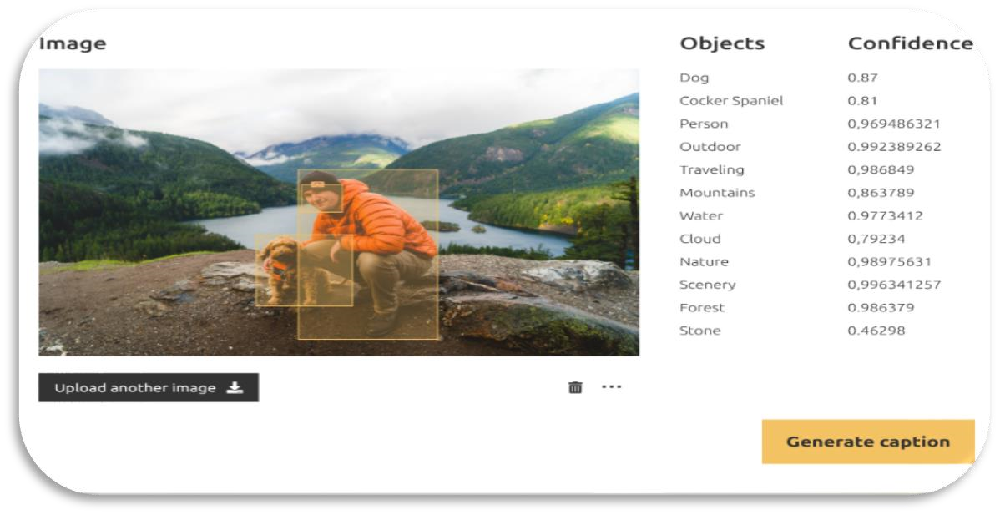 Image
Objects Confidence
Dog 0.87
Cocker Spaniel 0.81
Person 0,969486321
Outdoor 0.992389262
Traveling 0,986849
Mountains 0,863789
Water 0.9773412
Cloud 0,79234
Nature 0,98975631
Scenery 0,996341257
Forest 0.986379
Stone 0.46298
Upload another image
Generate caption